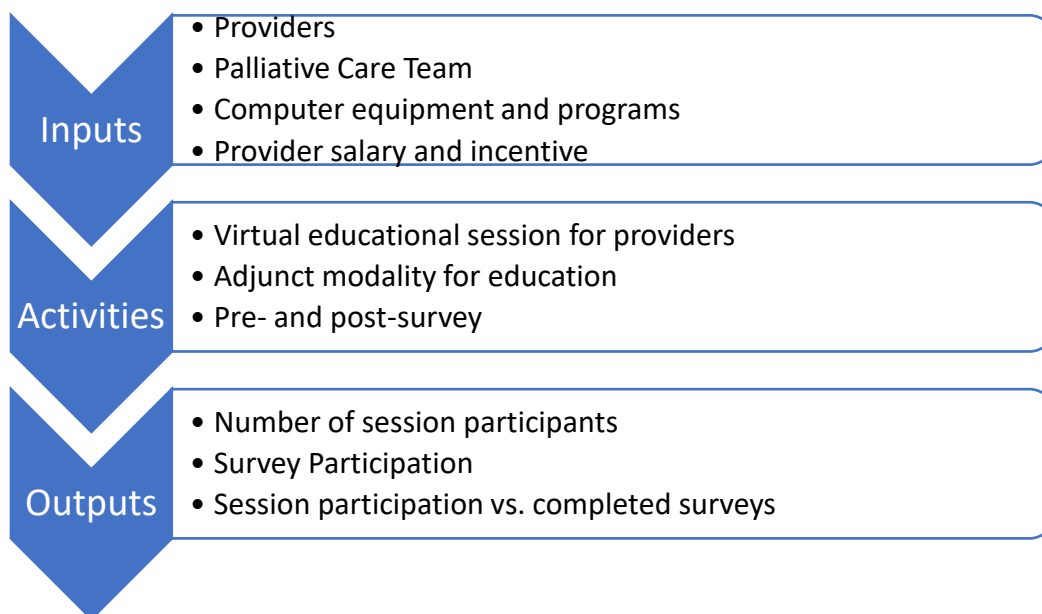 Inputs
• Providers
• Palliative Care Team
• Computer equipment and programs
• Provider salary and incentive
Activities
• Virtual educational session for providers
• Adjunct modality for education
• Pre- and post-survey
Outputs
• Number of session participants
• Survey Participation
• Session participation vs. completed surveys